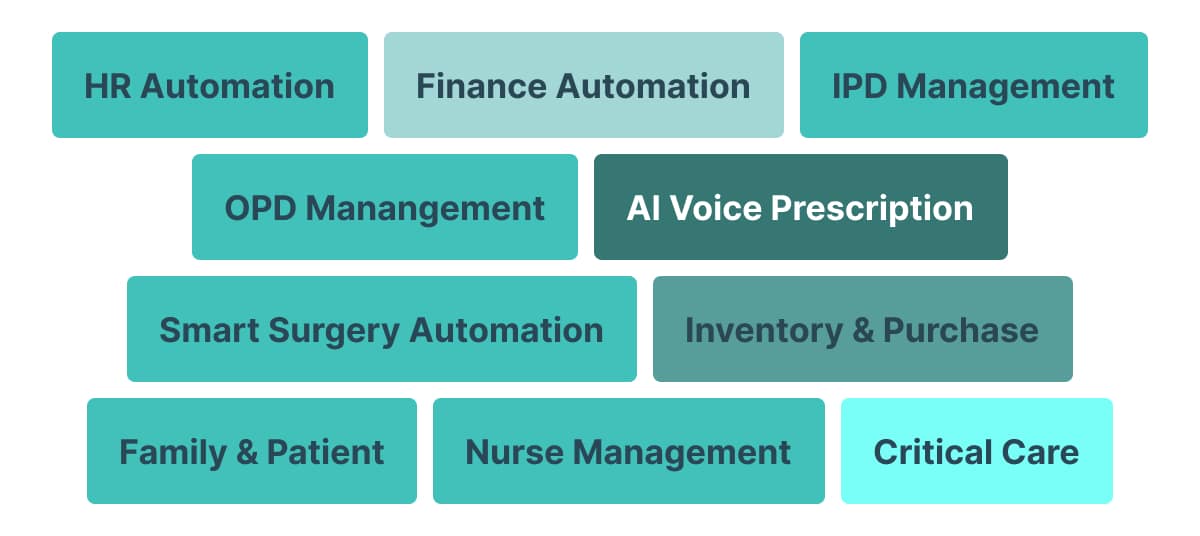 HR Automation
Finance Automation
IPD Management
OPD Manangement
AI Voice Prescription
Smart Surgery Automation
Inventory & Purchase
Family & Patient
Nurse Management
Critical Care